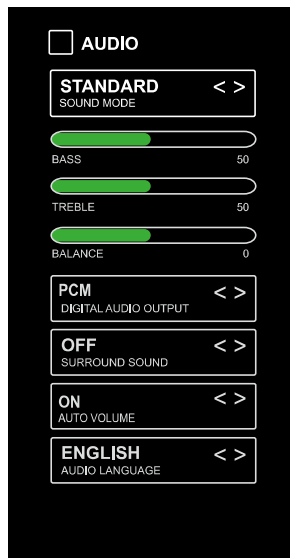 AUDIO
STANDARD < >
SOUND MODE
BASS 50
TREBLE 50
BALANCE 0
PCM < >
DIGITAL AUDIO OUTPUT
OFF < >
SURROUND SOUND
ON < >
AUTO VOLUME
ENGLISH < >
AUDIO LANGUAGE